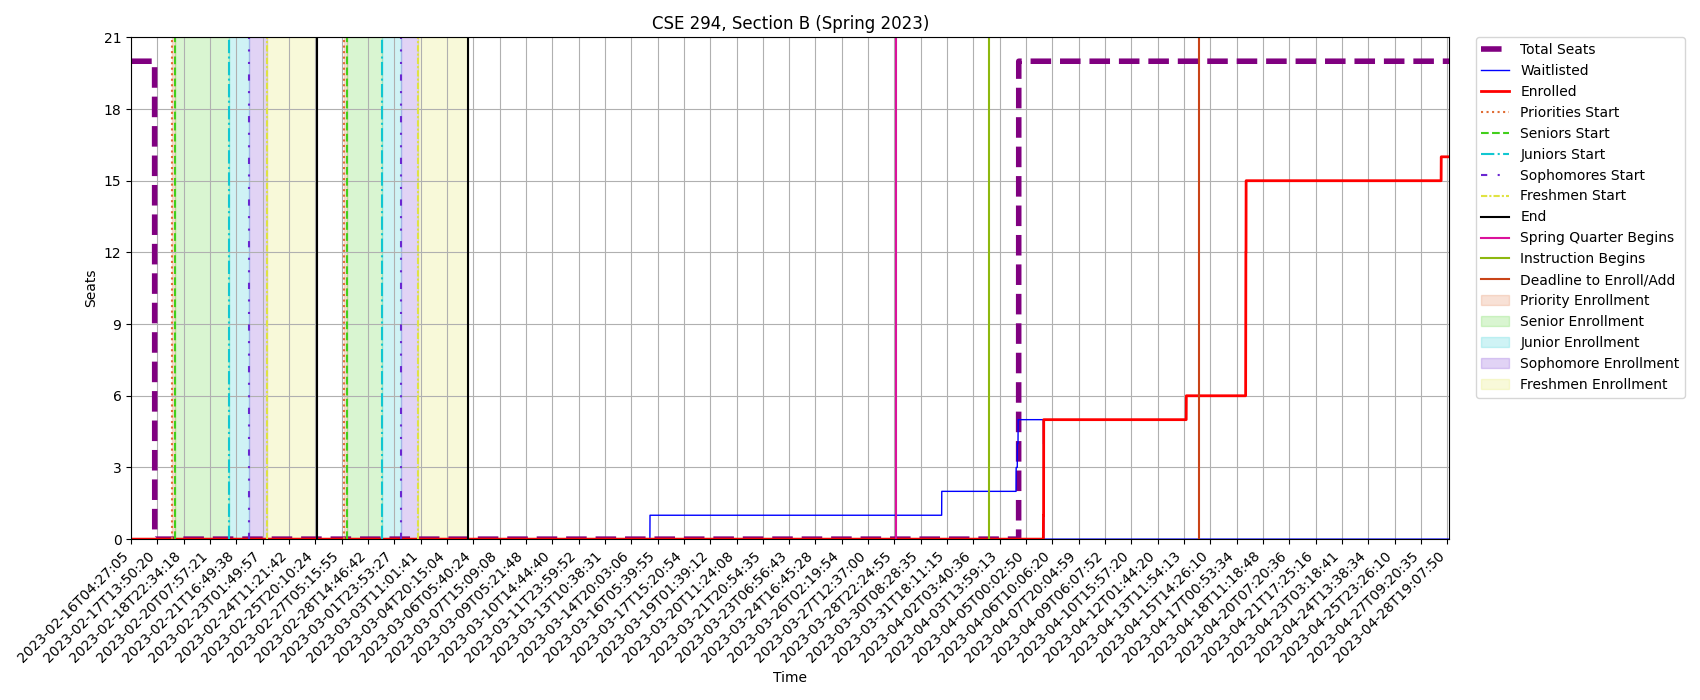 CSE 294, Section B (Spring 2023)
Seats
21
18
15
12
9
6
3
0
Total Seats
Waitlisted
Enrolled
Priorities Start
Seniors Start
Juniors Start
Sophomores Start
Freshmen Start
End
Spring Quarter Begins
Instruction Begins
Deadline to Enroll/Add
Priority Enrollment
Senior Enrollment
Junior Enrollment
Sophomore Enrollment
Freshmen Enrollment
2023-02-16T04:27:05
2023-02-17T13:50:20
2023-02-18T22:34:18
2023-02-20T07:57:21
2023-02-21T16:49:38
2023-02-23T01:49:57
2023-02-24T11:21:42
2023-02-25T20:10:24
2023-02-27T05:15:55
2023-02-28T14:46:42
2023-03-01T23:53:27
2023-03-03T11:01:41
2023-03-04T20:15:04
2023-03-06T05:40:24
2023-03-07T15:09:09
2023-03-09T05:21:48
2023-03-10T14:44:40
2023-03-11T23:59:52
2023-03-13T10:38:31
2023-03-14T20:03:06
2023-03-16T05:39:55
2023-03-17T15:20:54
2023-03-19T01:39:12
2023-03-20T11:24:08
2023-03-21T20:54:35
2023-03-23T06:56:43
2023-03-24T16:45:28
2023-03-26T02:19:54
2023-03-27T12:37:00
2023-03-28T22:24:55
2023-03-30T08:28:35
2023-03-31T18:11:15
2023-04-02T03:40:36
2023-04-03T13:59:13
2023-04-05T00:02:50
2023-04-06T10:06:20
2023-04-07T20:04:59
2023-04-09T06:07:52
2023-04-10T15:57:20
2023-04-12T01:44:20
2023-04-13T11:54:13
2023-04-15T14:26:10
2023-04-17T00:53:34
2023-04-18T11:18:48
2023-04-20T07:20:36
2023-04-21T17:25:16
2023-04-23T03:18:41
2023-04-24T13:38:34
2023-04-25T23:26:10
2023-04-27T09:20:35
2023-04-28T19:07:50
Time